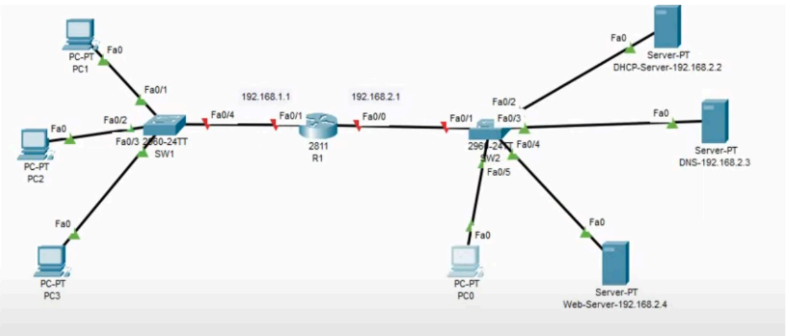 Fa0
PC-PT
PC1
Fa0/1
Fa0
Fa0/2
PC-PT
PC2
Fa0/3
2960-24TT
SW1
Fa0/4
Fa0
PC-PT
PC3
192.168.1.1
Fa0/1
2811
R1
192.168.2.1
Fa0/0
Fa0/1
Fa0/2
Fa0/3
2960-24TT
SW2
Fa0/4
Fa0/5
Fa0
PC-PT
PC0
Fa0
Server-PT
DHCP-Server-192.168.2.2
Fa0
Server-PT
DNS-192.168.2.3
Fa0
Server-PT
Web-Server-192.168.2.4